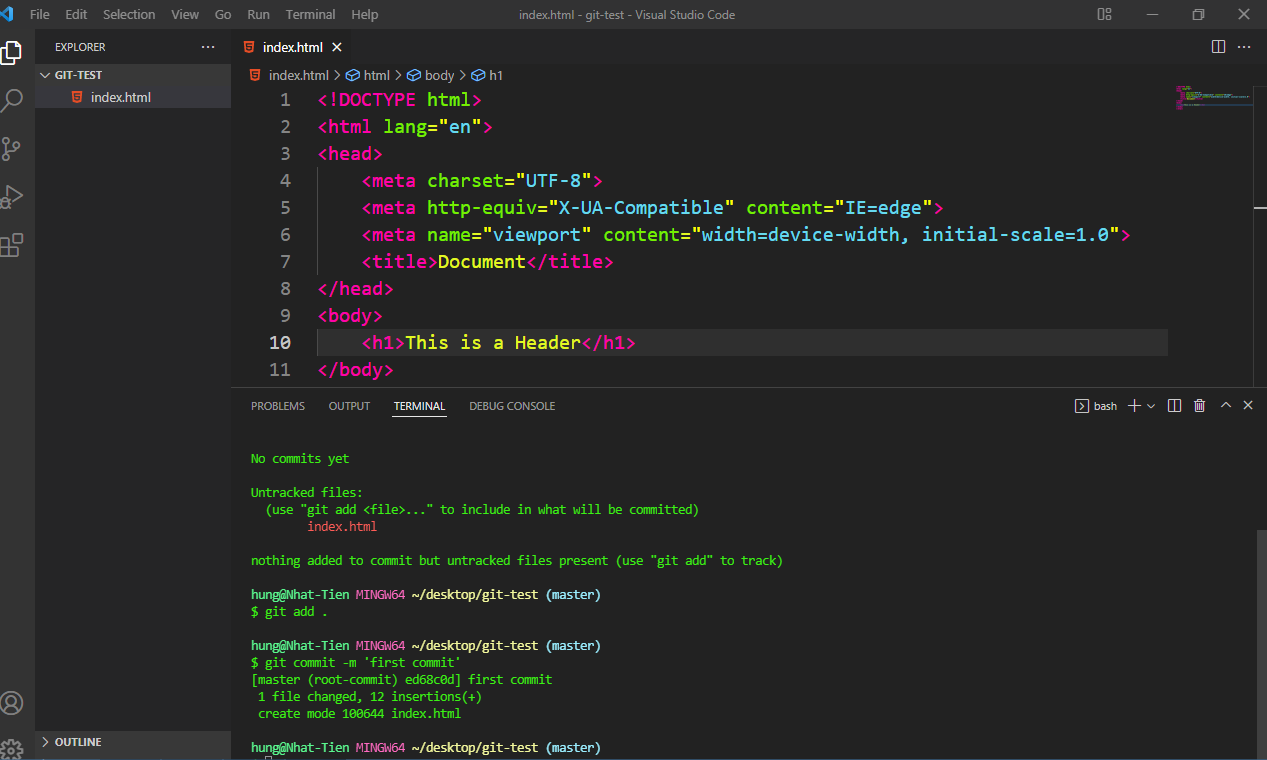 File Edit Selection View Go Run Terminal Help
index.html - git-test - Visual Studio Code
EXPLORER
GIT-TEST
index.html
OUTLINE
index.html
index.html > html > body > h1
1 <!DOCTYPE html>
2 <html lang="en">
3 <head>
4 <meta charset="UTF-8">
5 <meta http-equiv="X-UA-Compatible" content="IE=edge">
6 <meta name="viewport" content="width=device-width, initial-scale=1.0">
7 <title>Document</title>
8 </head>
9 <body>
10 <h1>This is a Header</h1>
11 </body>
PROBLEMS OUTPUT TERMINAL DEBUG CONSOLE
bash
No commits yet
Untracked files:
(use "git add <file>..." to include in what will be committed)
index.html
nothing added to commit but untracked files present (use "git add" to track)
hung@Nhat-Tien MINGW64 ~/desktop/git-test (master)
$ git add .
hung@Nhat-Tien MINGW64 ~/desktop/git-test (master)
$ git commit -m 'first commit'
[master (root-commit) ed68c0d] first commit
1 file changed, 12 insertions(+)
create mode 100644 index.html
hung@Nhat-Tien MINGW64 ~/desktop/git-test (master)